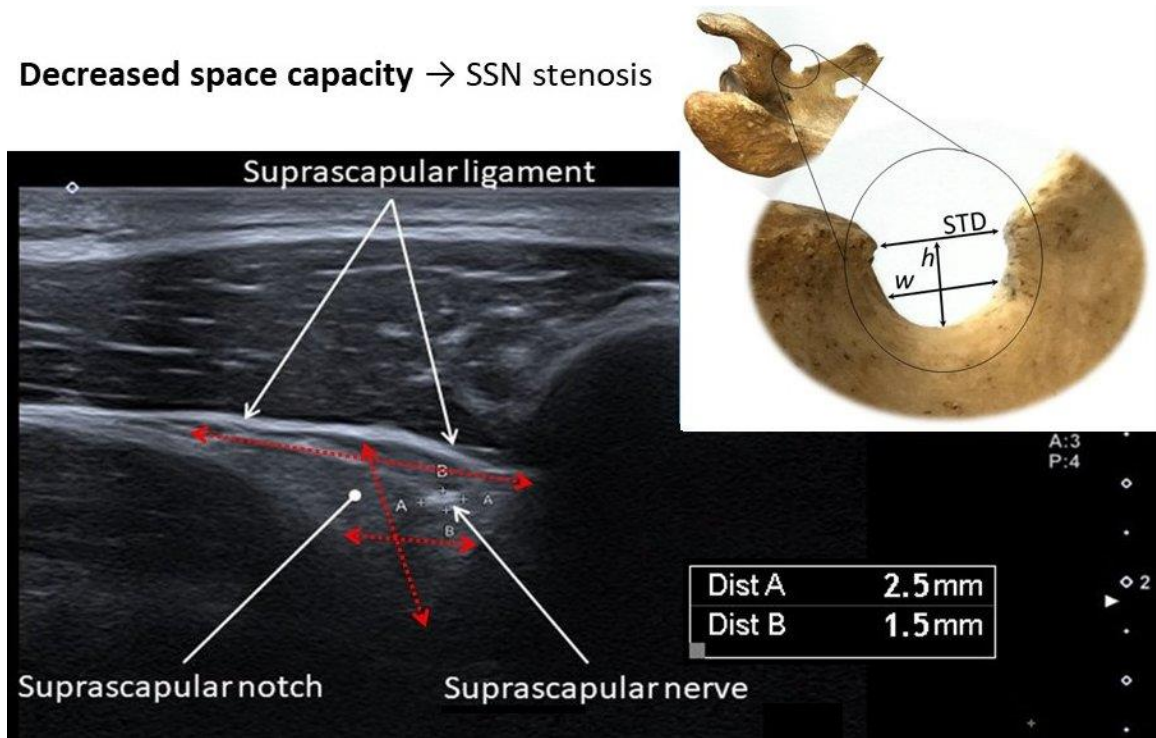 Decreased space capacity → SSN stenosis
Suprascapular ligament
STD
h
w
A:3
P:4
B
A
A
B
2
Dist A 2.5mm
Dist B 1.5mm
Suprascapular notch
Suprascapular nerve